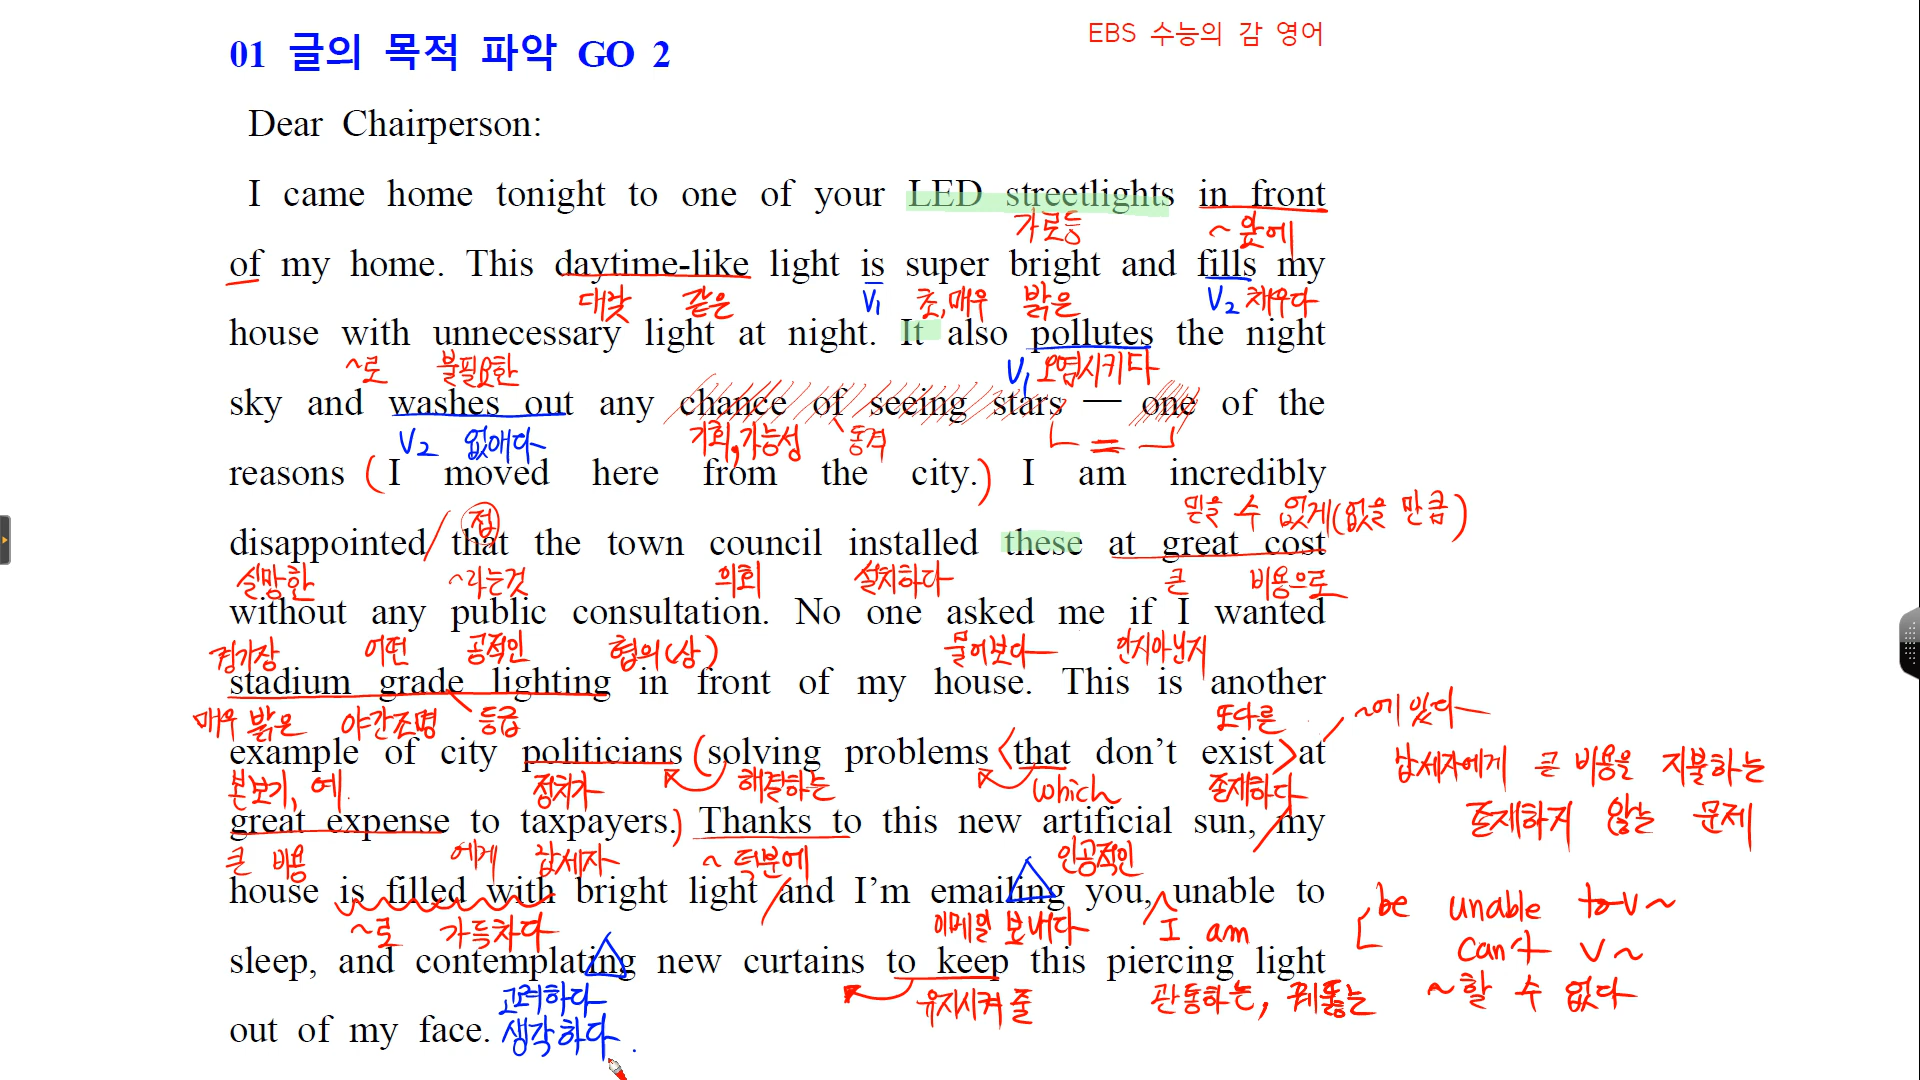 01 글의 목적 파악 GO 2
EBS 수능의 감 영어
Dear Chairperson:
I came home tonight to one of your LED streetlights in front
가로등 ~ 앞에
of my home. This daytime-like light is super bright and fills my
대낮 같은 V1 초, 매우 밝은 V2 채우다
house with unnecessary light at night. It also pollutes the night
~로 불필요한 V1 오염시키다
sky and washes out any chance of seeing stars — one of the
V2 없애다 기회, 가능성 동격 =
reasons (I moved here from the city.) I am incredibly
접 믿을 수 없게(없을 만큼)
disappointed / that the town council installed these at great cost
실망한 ~라는것 의회 설치하다 큰 비용으로
without any public consultation. No one asked me if I wanted
경기장 어떤 공적인 협의(상) 물어보다 인지아닌지
stadium grade lighting in front of my house. This is another
매우 밝은 야간조명 등급 또다른 ~에 있다
example of city politicians (solving problems <that don't exist> at
본보기, 예 정치가 해결하는 which 존재하다
납세자에게 큰 비용을 지불하는
존재하지 않는 문제
great expense to taxpayers.) Thanks to this new artificial sun, my
큰 비용 에게 납세자 ~ 덕분에 인공적인
house is filled with bright light / and I'm emailing you, unable to
~로 가득차다 이메일 보내다 I am
be unable to V ~
can't V ~
~할 수 없다
sleep, and contemplating new curtains to keep this piercing light
고려하다 유지시켜 줄 관통하는, 꿰뚫는
out of my face.
생각하다